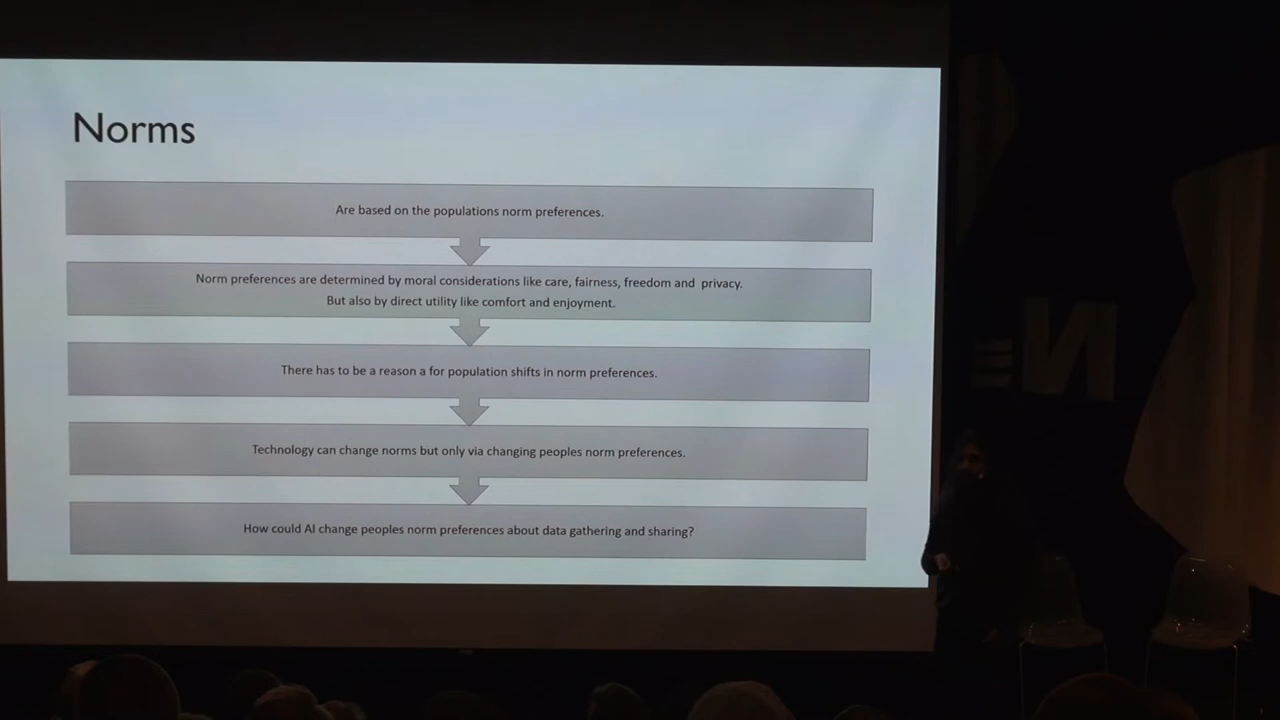 Norms
Are based on the populations norm preferences.
Norm preferences are determined by moral considerations like care, fairness, freedom and privacy.
But also by direct utility like comfort and enjoyment.
There has to be a reason a for population shifts in norm preferences.
Technology can change norms but only via changing peoples norm preferences.
How could AI change peoples norm preferences about data gathering and sharing?